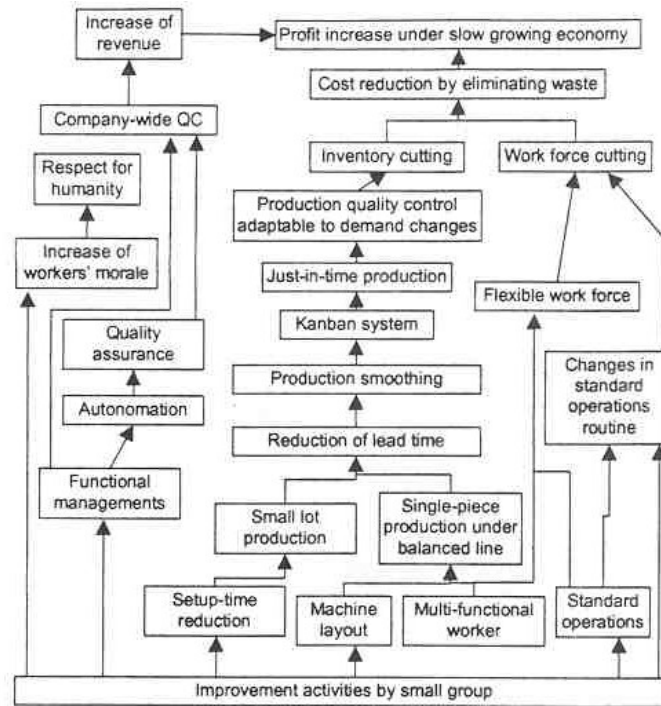 Increase of
revenue
Profit increase under slow growing economy
Cost reduction by eliminating waste
Company-wide QC
Inventory cutting
Work force cutting
Respect for
humanity
Production quality control
adaptable to demand changes
Increase of
workers' morale
Just-in-time production
Flexible work force
Kanban system
Quality
assurance
Changes in
standard
operations
routine
Production smoothing
Autonomation
Reduction of lead time
Functional
managements
Small lot
production
Single-piece
production under
balanced line
Setup-time
reduction
Machine
layout
Multi-functional
worker
Standard
operations
Improvement activities by small group